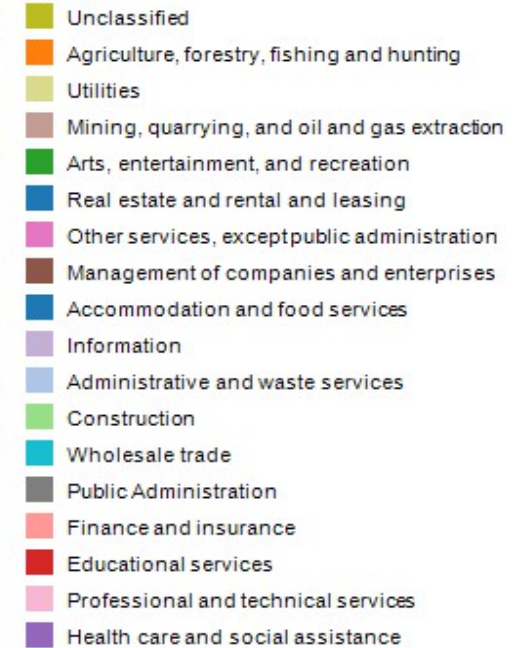 Unclassified
Agriculture, forestry, fishing and hunting
Utilities
Mining, quarrying, and oil and gas extraction
Arts, entertainment, and recreation
Real estate and rental and leasing
Other services, except public administration
Management of companies and enterprises
Accommodation and food services
Information
Administrative and waste services
Construction
Wholesale trade
Public Administration
Finance and insurance
Educational services
Professional and technical services
Health care and social assistance